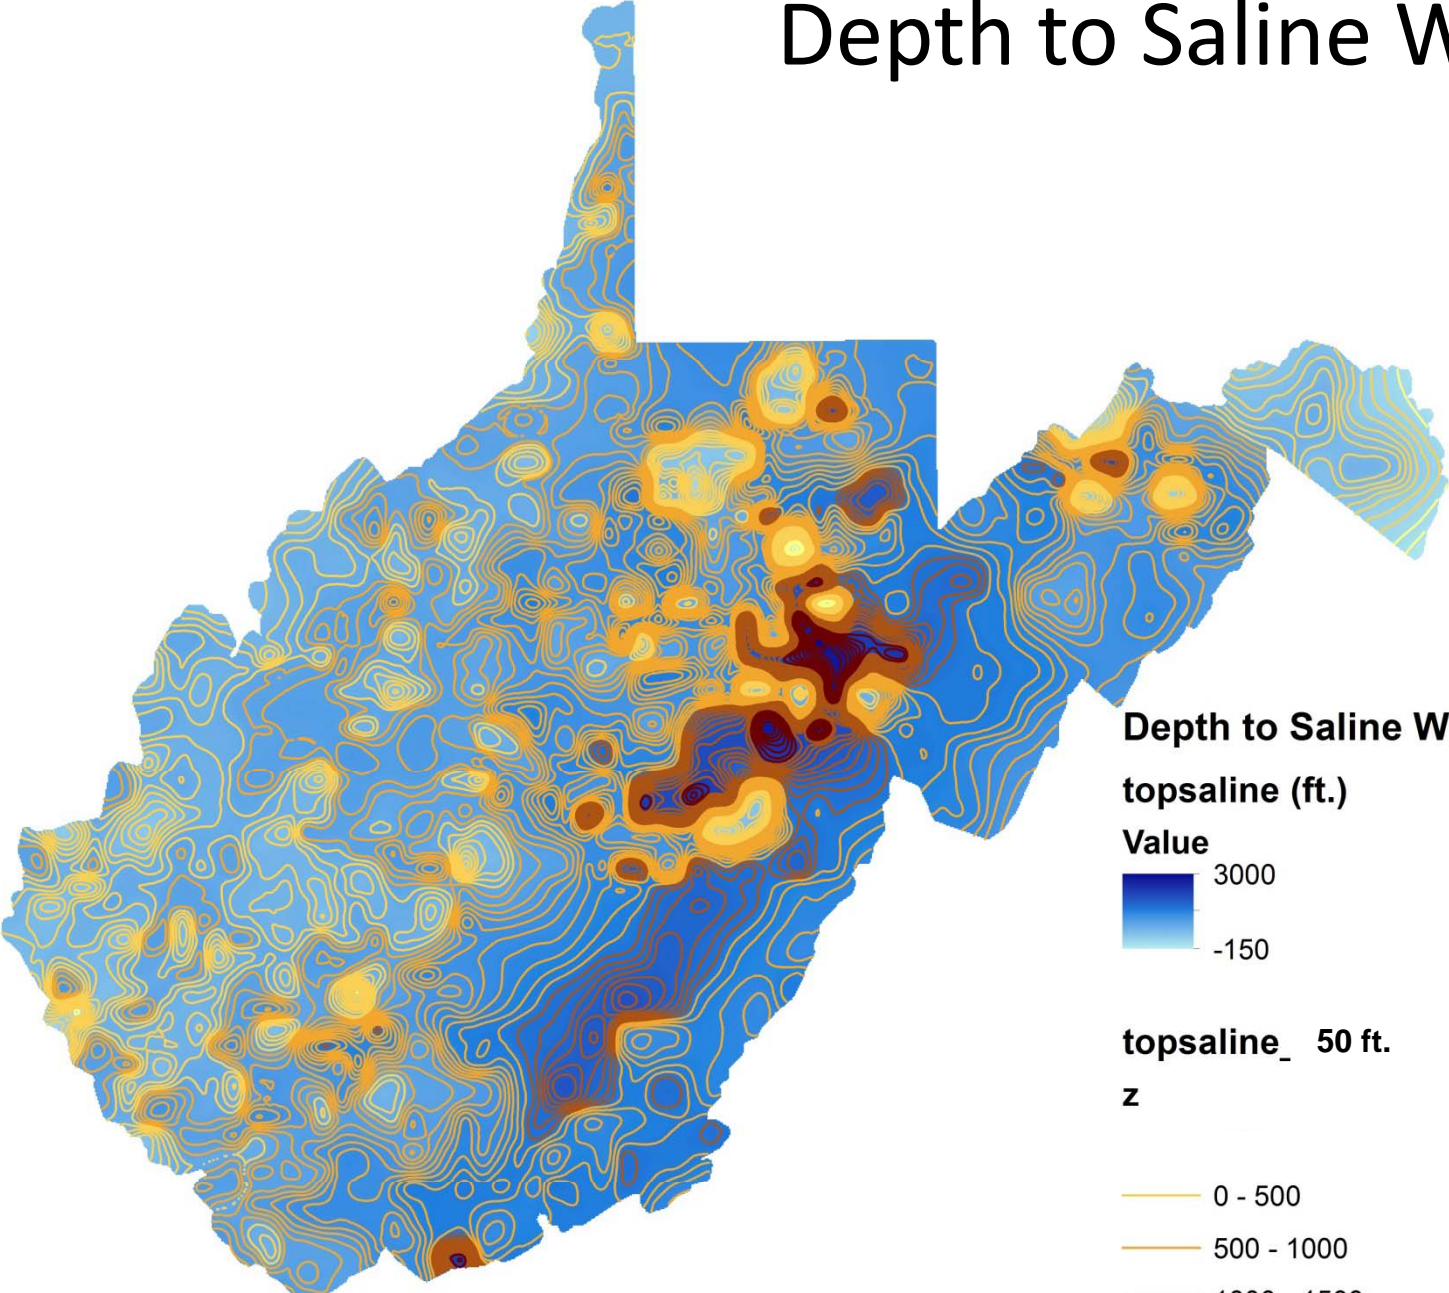 Depth to Saline W
Depth to Saline W
topsaline (ft.)
Value
3000
-150
topsaline_ 50 ft.
z
0 - 500
500 - 1000